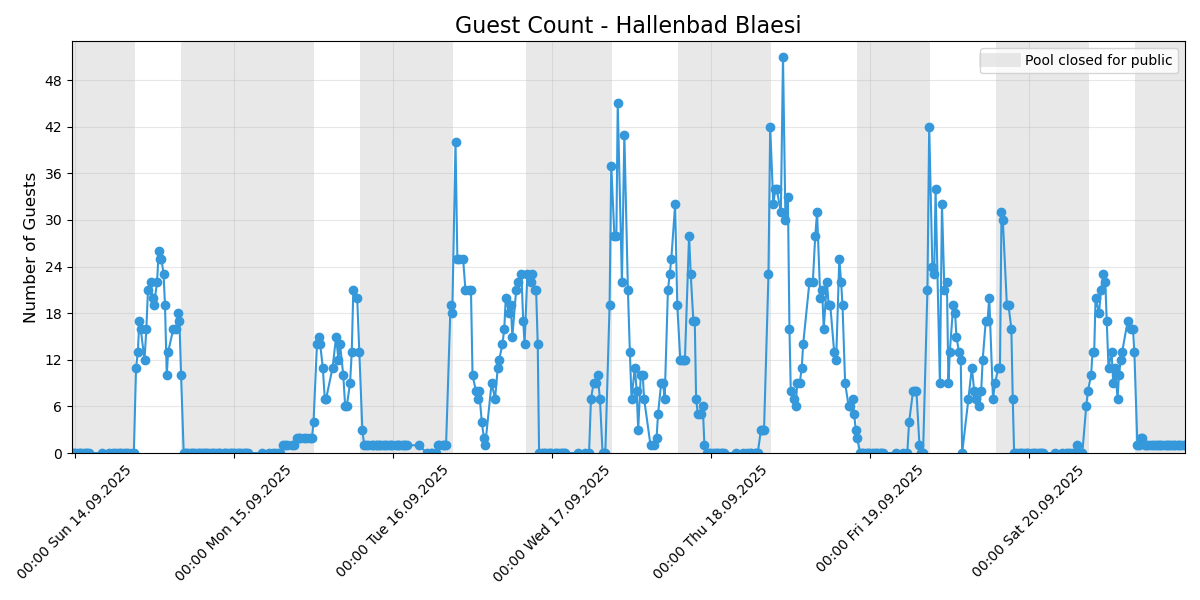 Guest Count - Hallenbad Blaesi
Pool closed for public
Number of Guests
48
42
36
30
24
18
12
6
0
00:00 Sun 14.09.2025
00:00 Mon 15.09.2025
00:00 Tue 16.09.2025
00:00 Wed 17.09.2025
00:00 Thu 18.09.2025
00:00 Fri 19.09.2025
00:00 Sat 20.09.2025